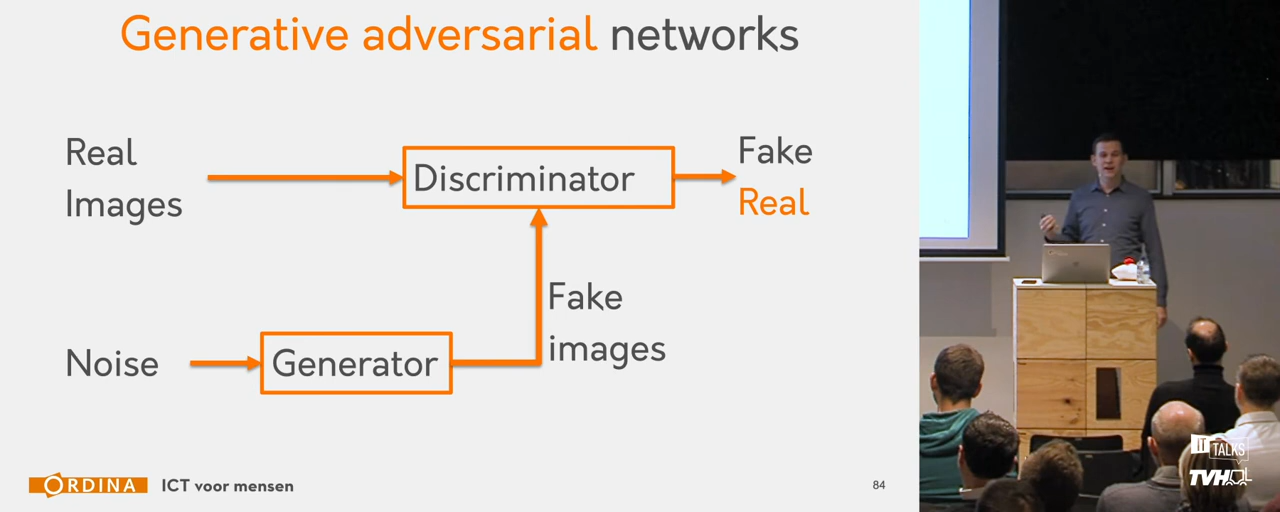 Generative adversarial networks
Real
Images
Discriminator
Fake
Real
Fake
images
Noise
Generator
ORDINA
ICT voor mensen
84
IT
TALKS
TVH